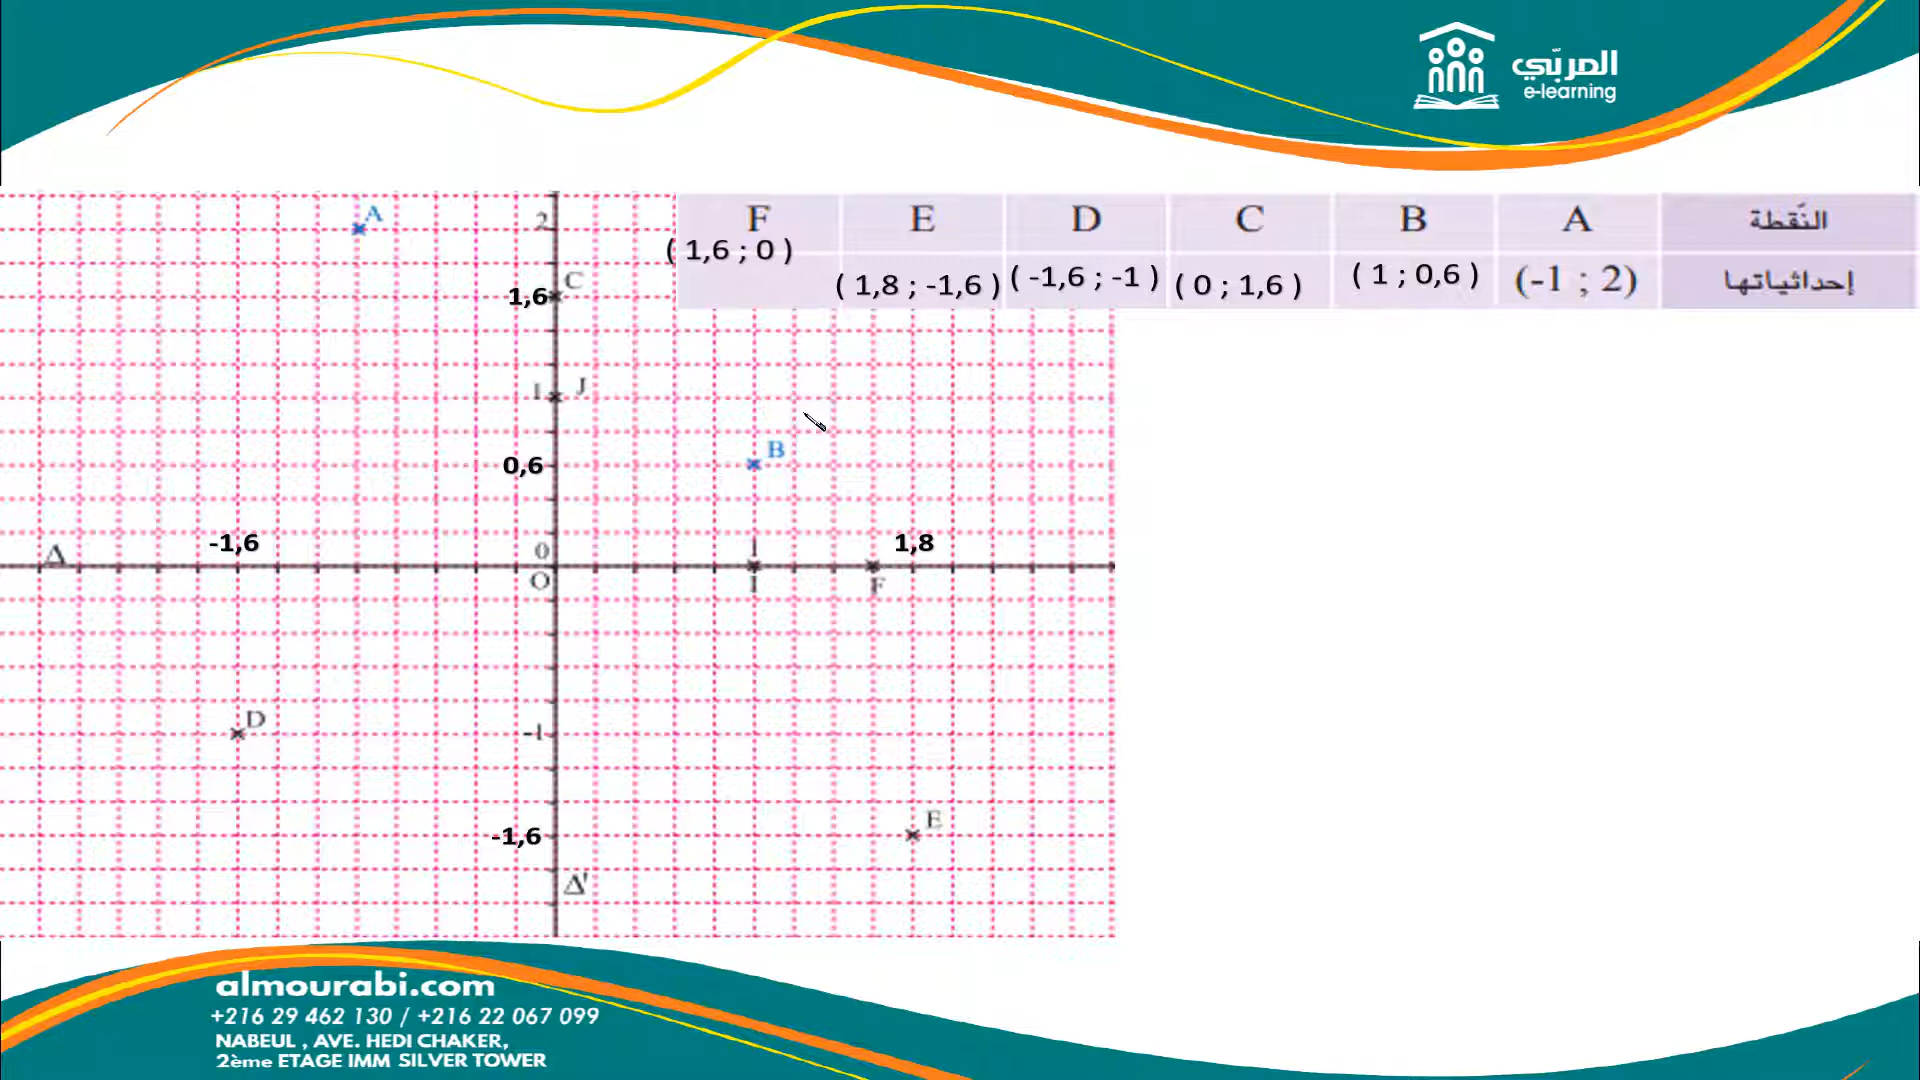 المربّي
e-learning
النّقطة A B C D E F
إحداثياتها (-1 ; 2) ( 1 ; 0,6 ) ( 0 ; 1,6 ) ( -1,6 ; -1 ) ( 1,8 ; -1,6 ) ( 1,6 ; 0 )
A
2
C
1,6
1 J
B
0,6
Δ -1,6 0 1 1,8
O I F
D
-1
E
-1,6
Δ'
almourabi.com
+216 29 462 130 / +216 22 067 099
NABEUL , AVE. HEDI CHAKER,
2ème ETAGE IMM SILVER TOWER